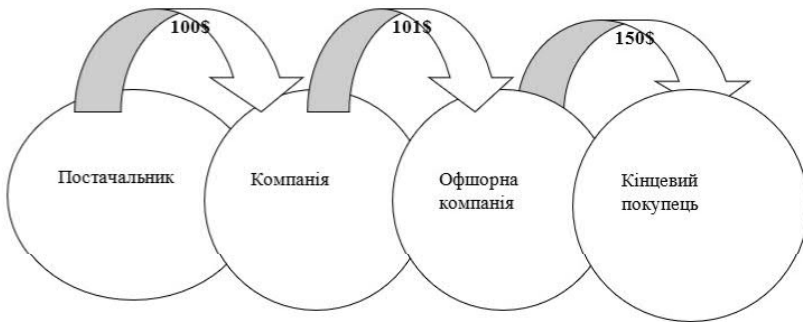 100$
101$
150$
Постачальник
Компанія
Офшорна
компанія
Кінцевий
покупець